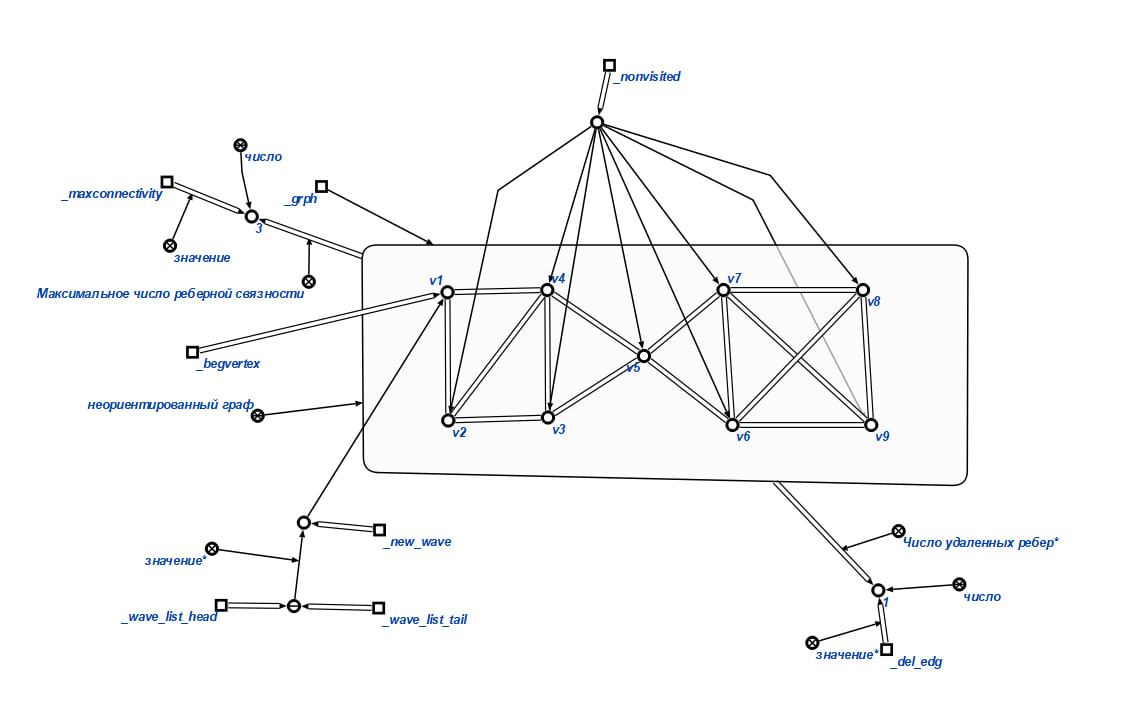 _nonvisited
число
_maxconnectivity
_grph
3
значение
Максимальное число реберной связности
v1
v4
v7
v8
_begvertex
v5
неориентированный граф
v2
v3
v6
v9
_new_wave
Число удаленных ребер*
значение*
_wave_list_head
_wave_list_tail
1
число
значение*
_del_edg